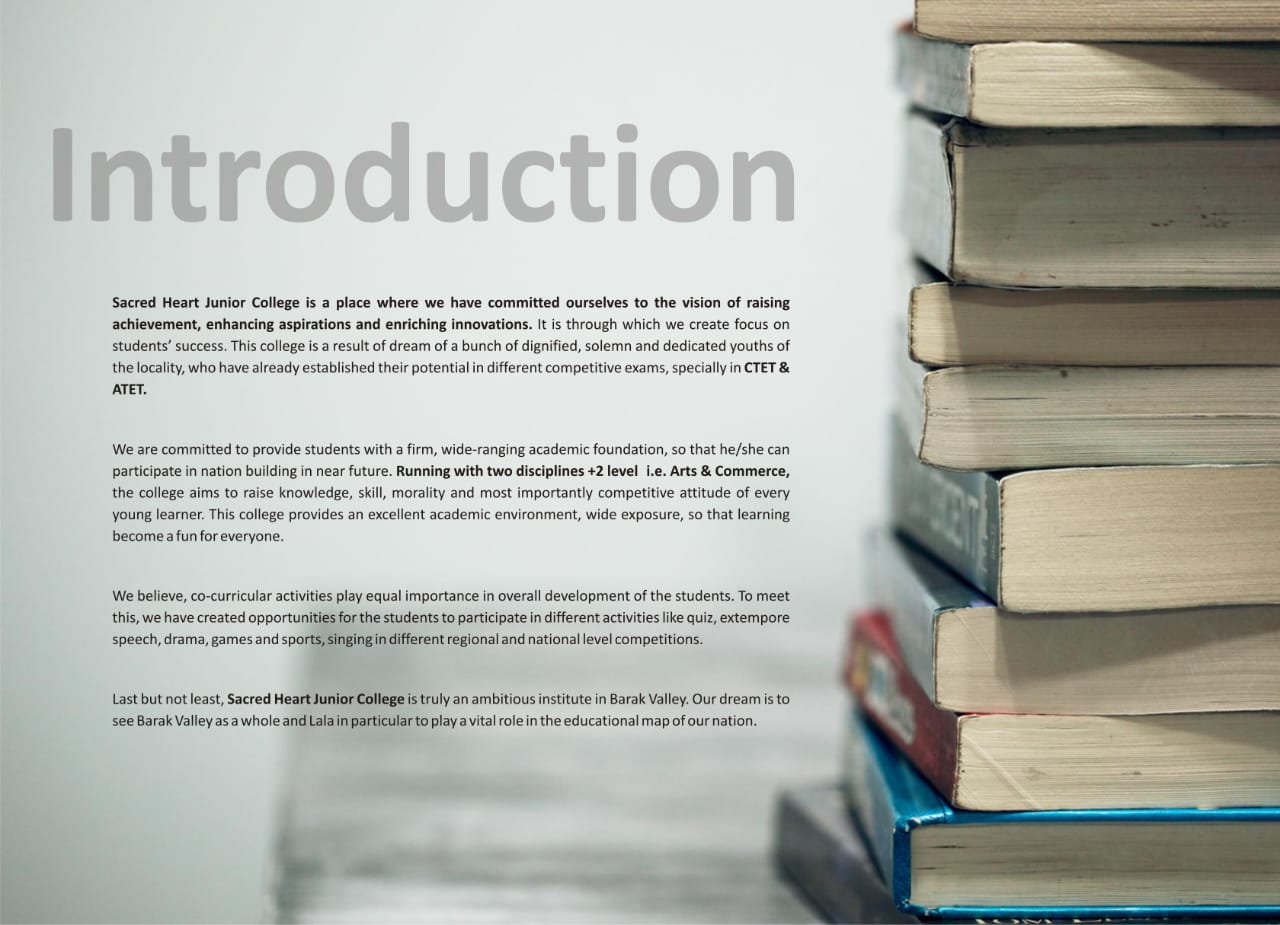 Introduction
Sacred Heart Junior College is a place where we have committed ourselves to the vision of raising
achievement, enhancing aspirations and enriching innovations. It is through which we create focus on
students’ success. This college is a result of dream of a bunch of dignified, solemn and dedicated youths of
the locality, who have already established their potential in different competitive exams, specially in CTET &
ATET.
We are committed to provide students with a firm, wide-ranging academic foundation, so that he/she can
participate in nation building in near future. Running with two disciplines +2 level i.e. Arts & Commerce,
the college aims to raise knowledge, skill, morality and most importantly competitive attitude of every
young learner. This college provides an excellent academic environment, wide exposure, so that learning
become a fun for everyone.
We believe, co-curricular activities play equal importance in overall development of the students. To meet
this, we have created opportunities for the students to participate in different activities like quiz, extempore
speech, drama, games and sports, singing in different regional and national level competitions.
Last but not least, Sacred Heart Junior College is truly an ambitious institute in Barak Valley. Our dream is to
see Barak Valley as a whole and Lala in particular to play a vital role in the educational map of our nation.